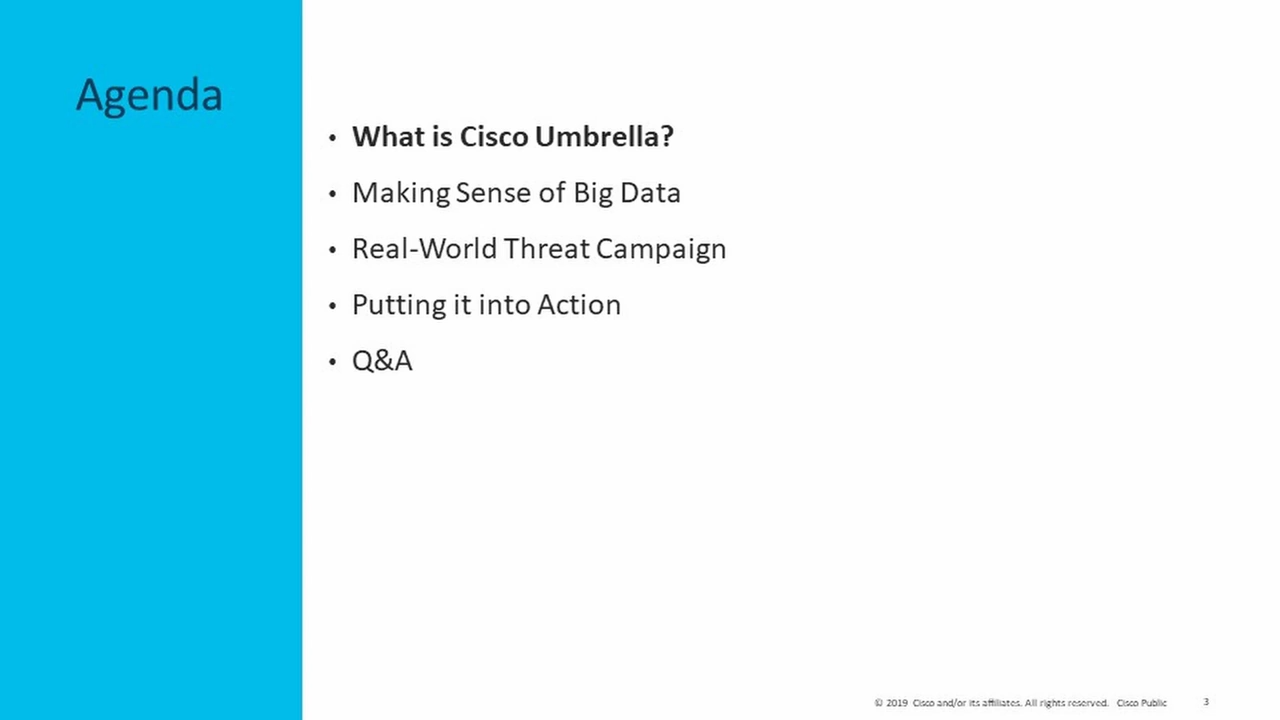 Agenda
• What is Cisco Umbrella?
• Making Sense of Big Data
• Real-World Threat Campaign
• Putting it into Action
• Q&A
© 2019 Cisco and/or its affiliates. All rights reserved. Cisco Public 3